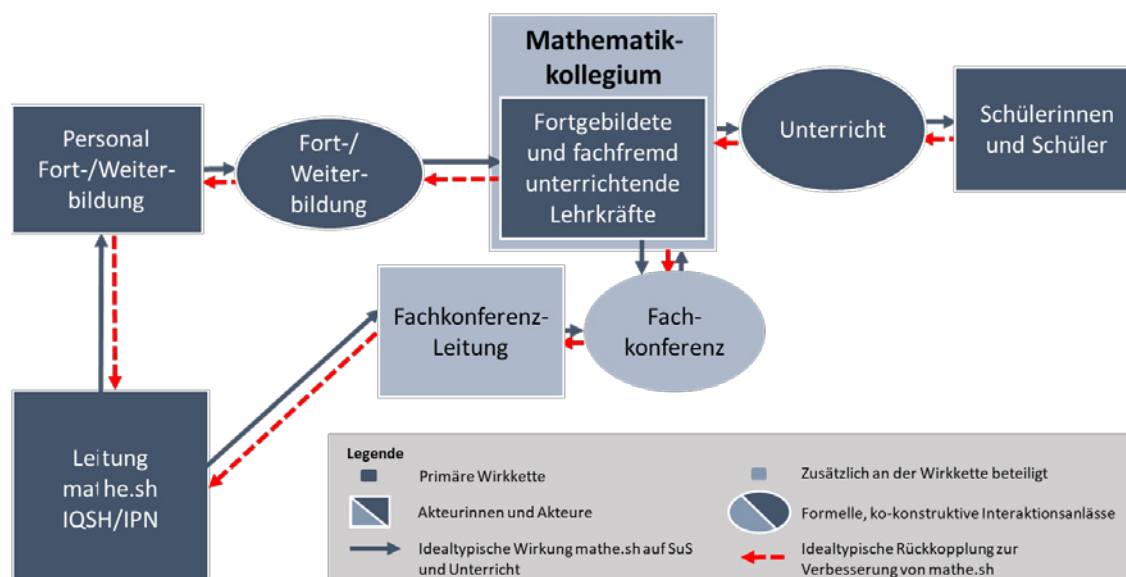 Mathematik-
kollegium
Fortgebildete
und fachfremd
unterrichtende
Lehrkräfte
Personal
Fort-/Weiter-
bildung
Fort-/
Weiter-
bildung
Unterricht
Schülerinnen
und Schüler
Fachkonferenz-
Leitung
Fach-
konferenz
Leitung
mathe.sh
IQSH/IPN
Legende
Primäre Wirkkette
Zusätzlich an der Wirkkette beteiligt
Akteurinnen und Akteure
Formelle, ko-konstruktive Interaktionsanlässe
Idealtypische Wirkung mathe.sh auf SuS
und Unterricht
Idealtypische Rückkopplung zur
Verbesserung von mathe.sh